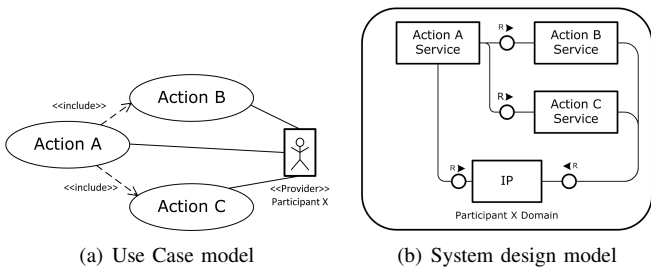 Action B
<<include>>
Action A
<<include>>
Action C
<<Provider>>
Participant X
(a) Use Case model
Action A
Service
R
Action B
Service
R
Action C
Service
R
IP
R
Participant X Domain
(b) System design model